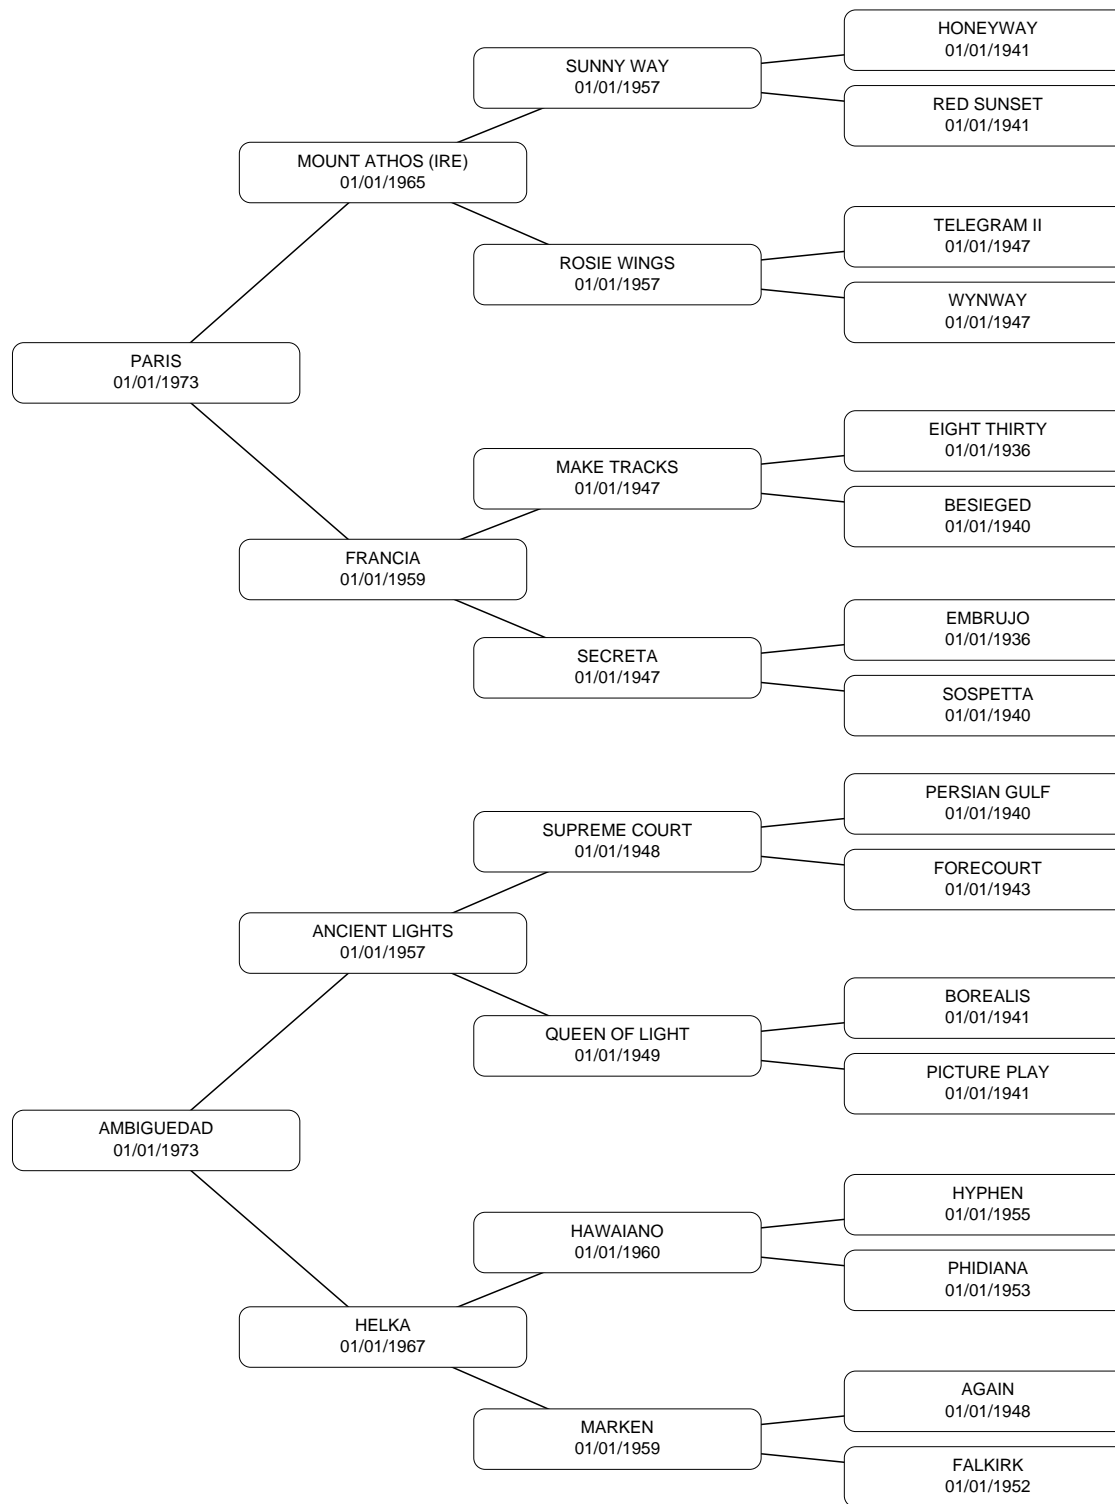 HONEYWAY
01/01/1941
SUNNY WAY
01/01/1957
RED SUNSET
01/01/1941
MOUNT ATHOS (IRE)
01/01/1965
TELEGRAM II
01/01/1947
ROSIE WINGS
01/01/1957
WYNWAY
01/01/1947
PARIS
01/01/1973
EIGHT THIRTY
01/01/1936
MAKE TRACKS
01/01/1947
BESIEGED
01/01/1940
FRANCIA
01/01/1959
EMBRUJO
01/01/1936
SECRETA
01/01/1947
SOSPETTA
01/01/1940
PERSIAN GULF
01/01/1940
SUPREME COURT
01/01/1948
FORECOURT
01/01/1943
ANCIENT LIGHTS
01/01/1957
BOREALIS
01/01/1941
QUEEN OF LIGHT
01/01/1949
PICTURE PLAY
01/01/1941
AMBIGUEDAD
01/01/1973
HYPHEN
01/01/1955
HAWAIANO
01/01/1960
PHIDIANA
01/01/1953
HELKA
01/01/1967
AGAIN
01/01/1948
MARKEN
01/01/1959
FALKIRK
01/01/1952